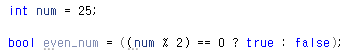 int num = 25;
bool even_num = ((num % 2) == 0 ? true : false);